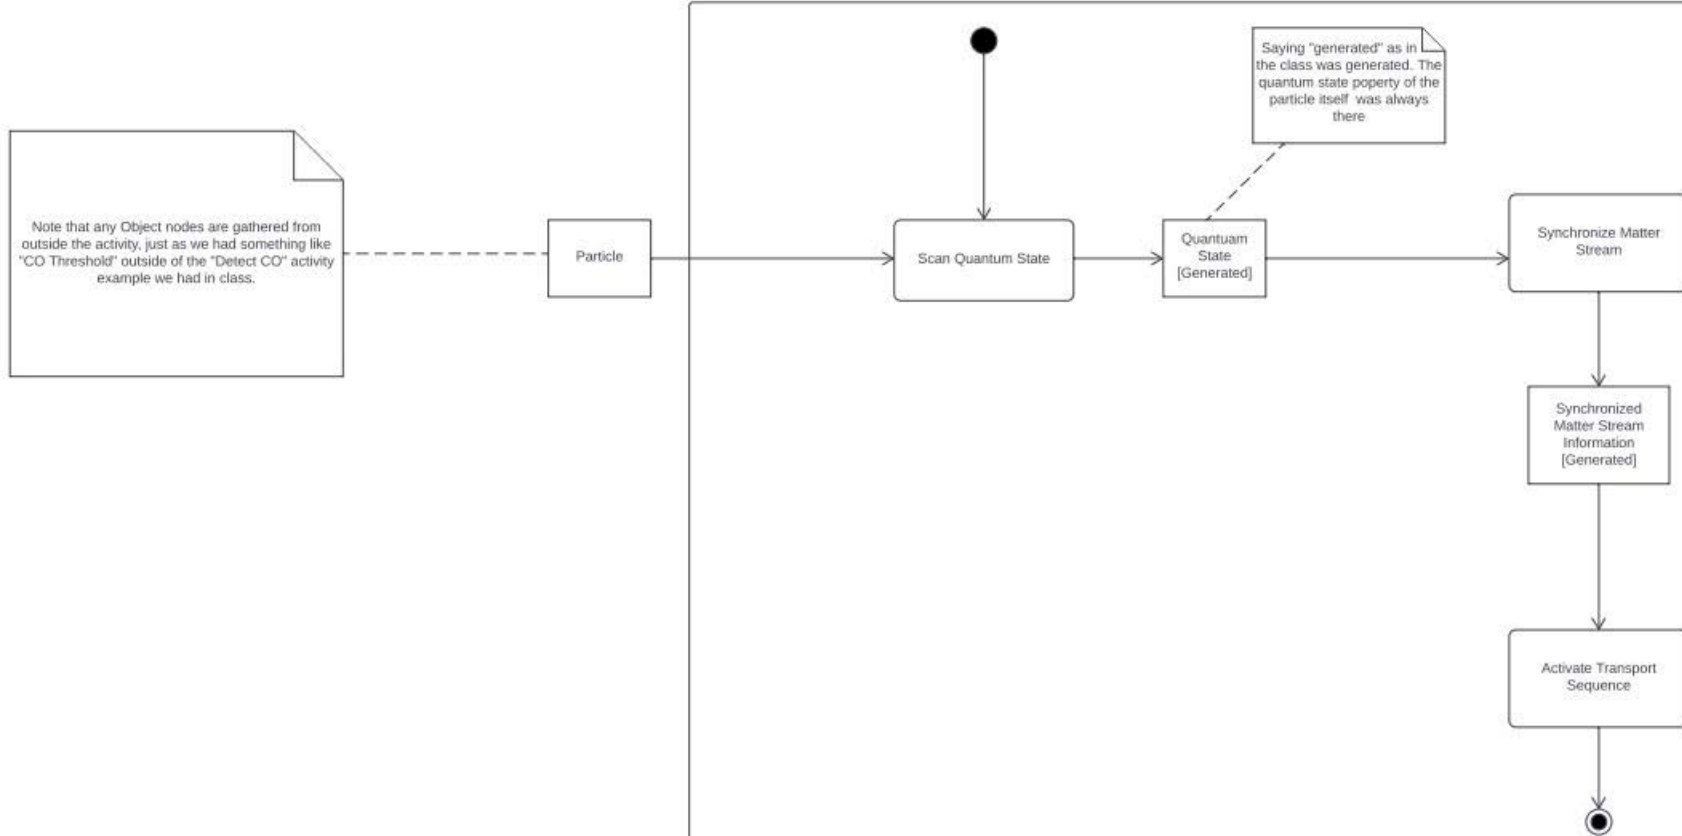 Saying "generated" as in
the class was generated. The
quantum state poperty of the
particle itself was always
there
Note that any Object nodes are gathered from
outside the activity, just as we had something like
"CO Threshold" outside of the "Detect CO" activity
example we had in class.
Particle
Scan Quantum State
Quantuam
State
[Generated]
Synchronize Matter
Stream
Synchronized
Matter Stream
Information
[Generated]
Activate Transport
Sequence